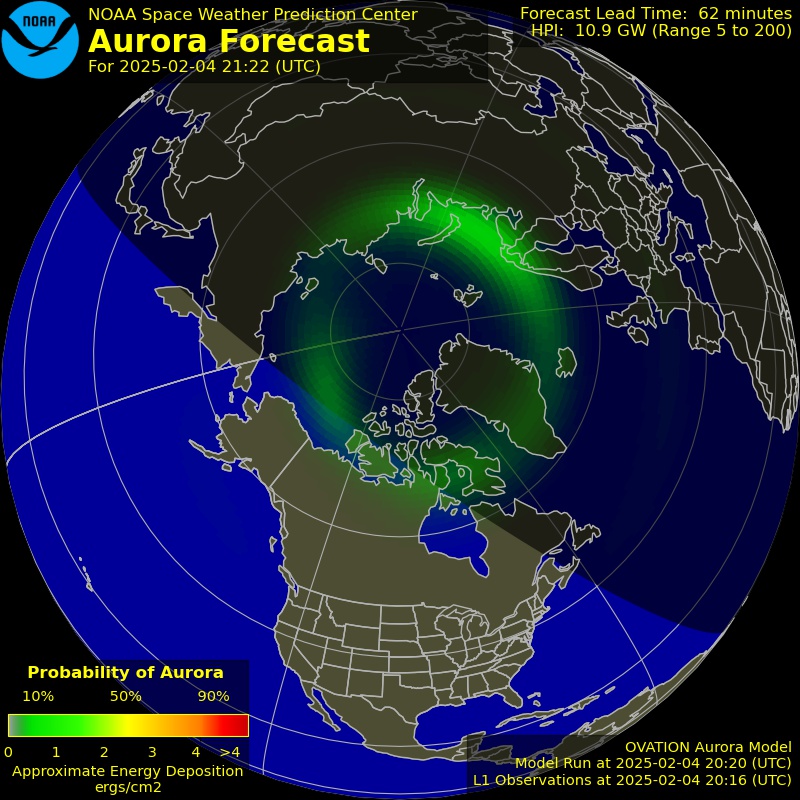 NOAA
NOAA Space Weather Prediction Center
Aurora Forecast
For 2025-02-04 21:22 (UTC)
Forecast Lead Time: 62 minutes
HPI: 10.9 GW (Range 5 to 200)
Probability of Aurora
10% 50% 90%
0 1 2 3 4 >4
Approximate Energy Deposition
ergs/cm2
OVATION Aurora Model
Model Run at 2025-02-04 20:20 (UTC)
L1 Observations at 2025-02-04 20:16 (UTC)